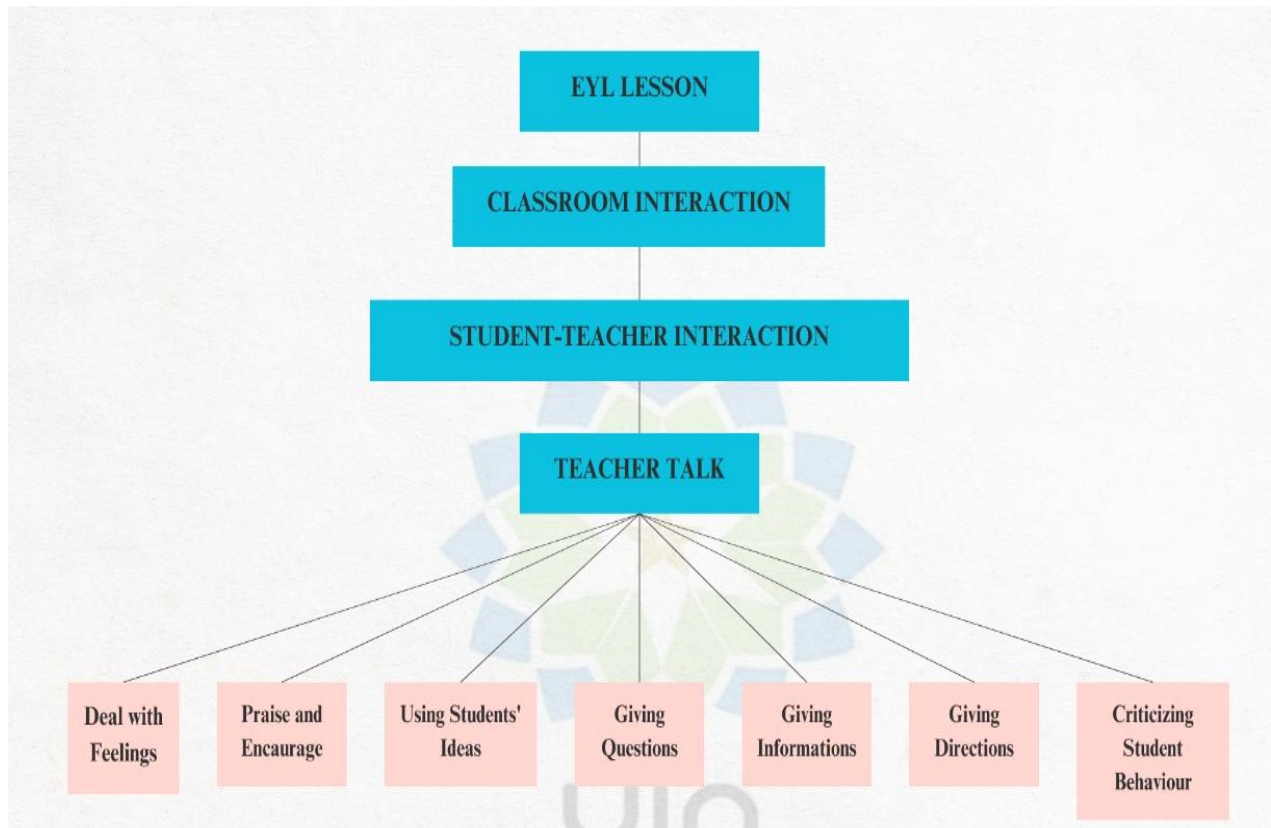 EYL LESSON
CLASSROOM INTERACTION
STUDENT-TEACHER INTERACTION
TEACHER TALK
Deal with
Feelings
Praise and
Encaurage
Using Students'
Ideas
Giving
Questions
Giving
Informations
Giving
Directions
Criticizing
Student
Behaviour
uin